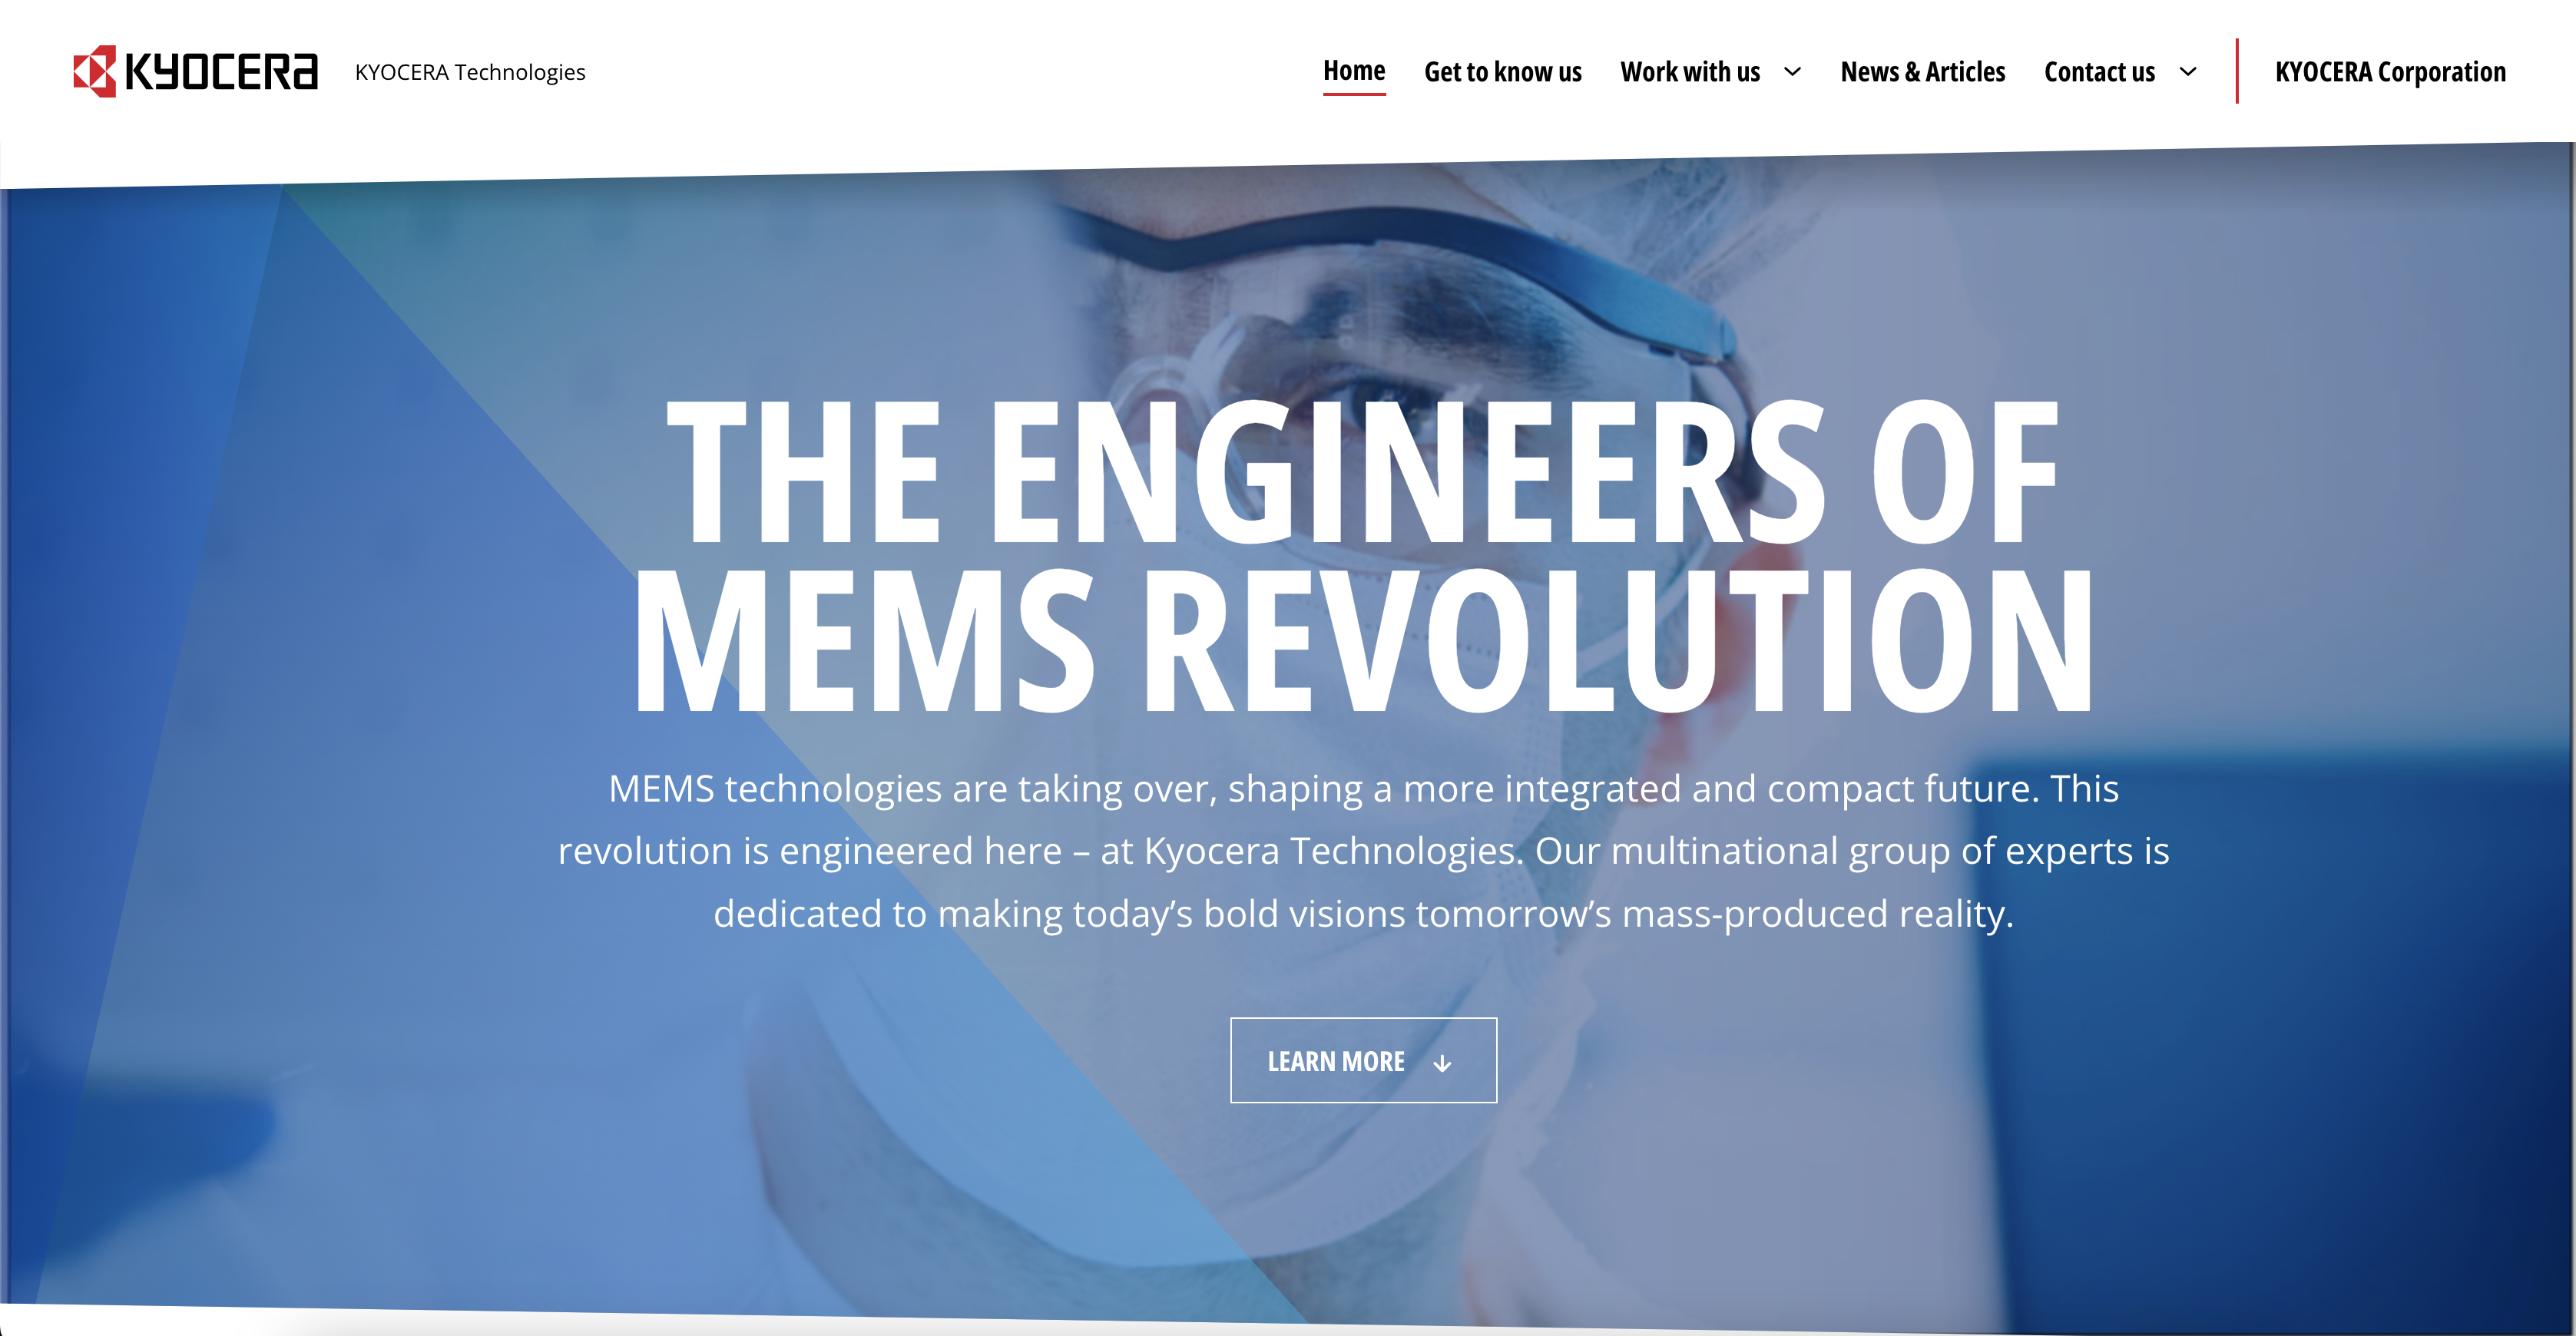 KYOCERA
KYOCERA Technologies
Home
Get to know us
Work with us
News & Articles
Contact us
KYOCERA Corporation
THE ENGINEERS OF
MEMS REVOLUTION
MEMS technologies are taking over, shaping a more integrated and compact future. This
revolution is engineered here – at Kyocera Technologies. Our multinational group of experts is
dedicated to making today’s bold visions tomorrow’s mass-produced reality.
LEARN MORE